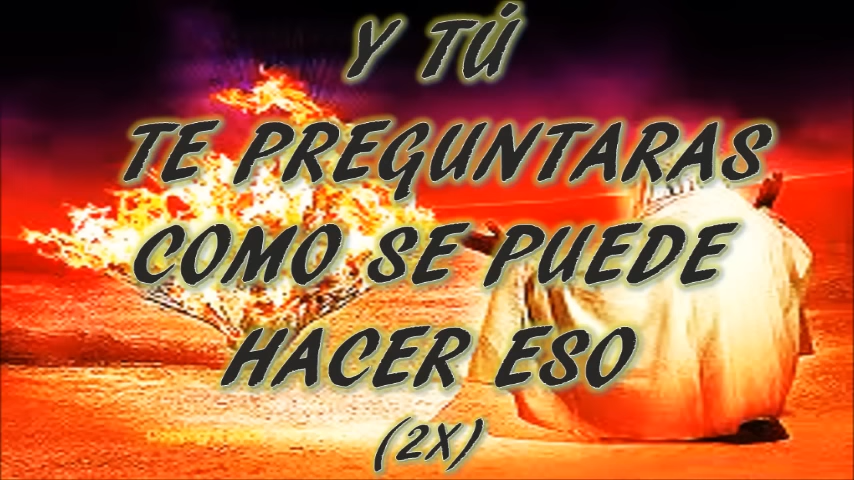 Y TÚ
TE PREGUNTARAS
COMO SE PUEDE
HACER ESO
(2X)